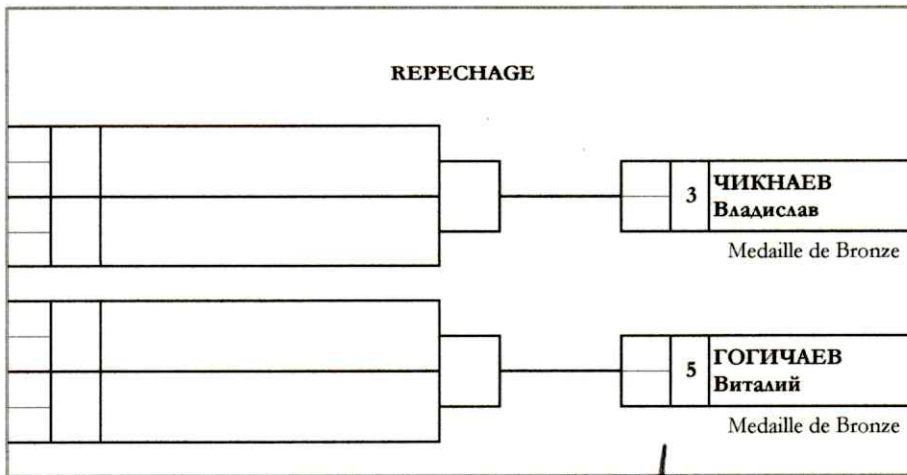 REPECHAGE
3 ЧИКНАЕВ
Владислав
Medaille de Bronze
5 ГОГИЧАЕВ
Виталий
Medaille de Bronze